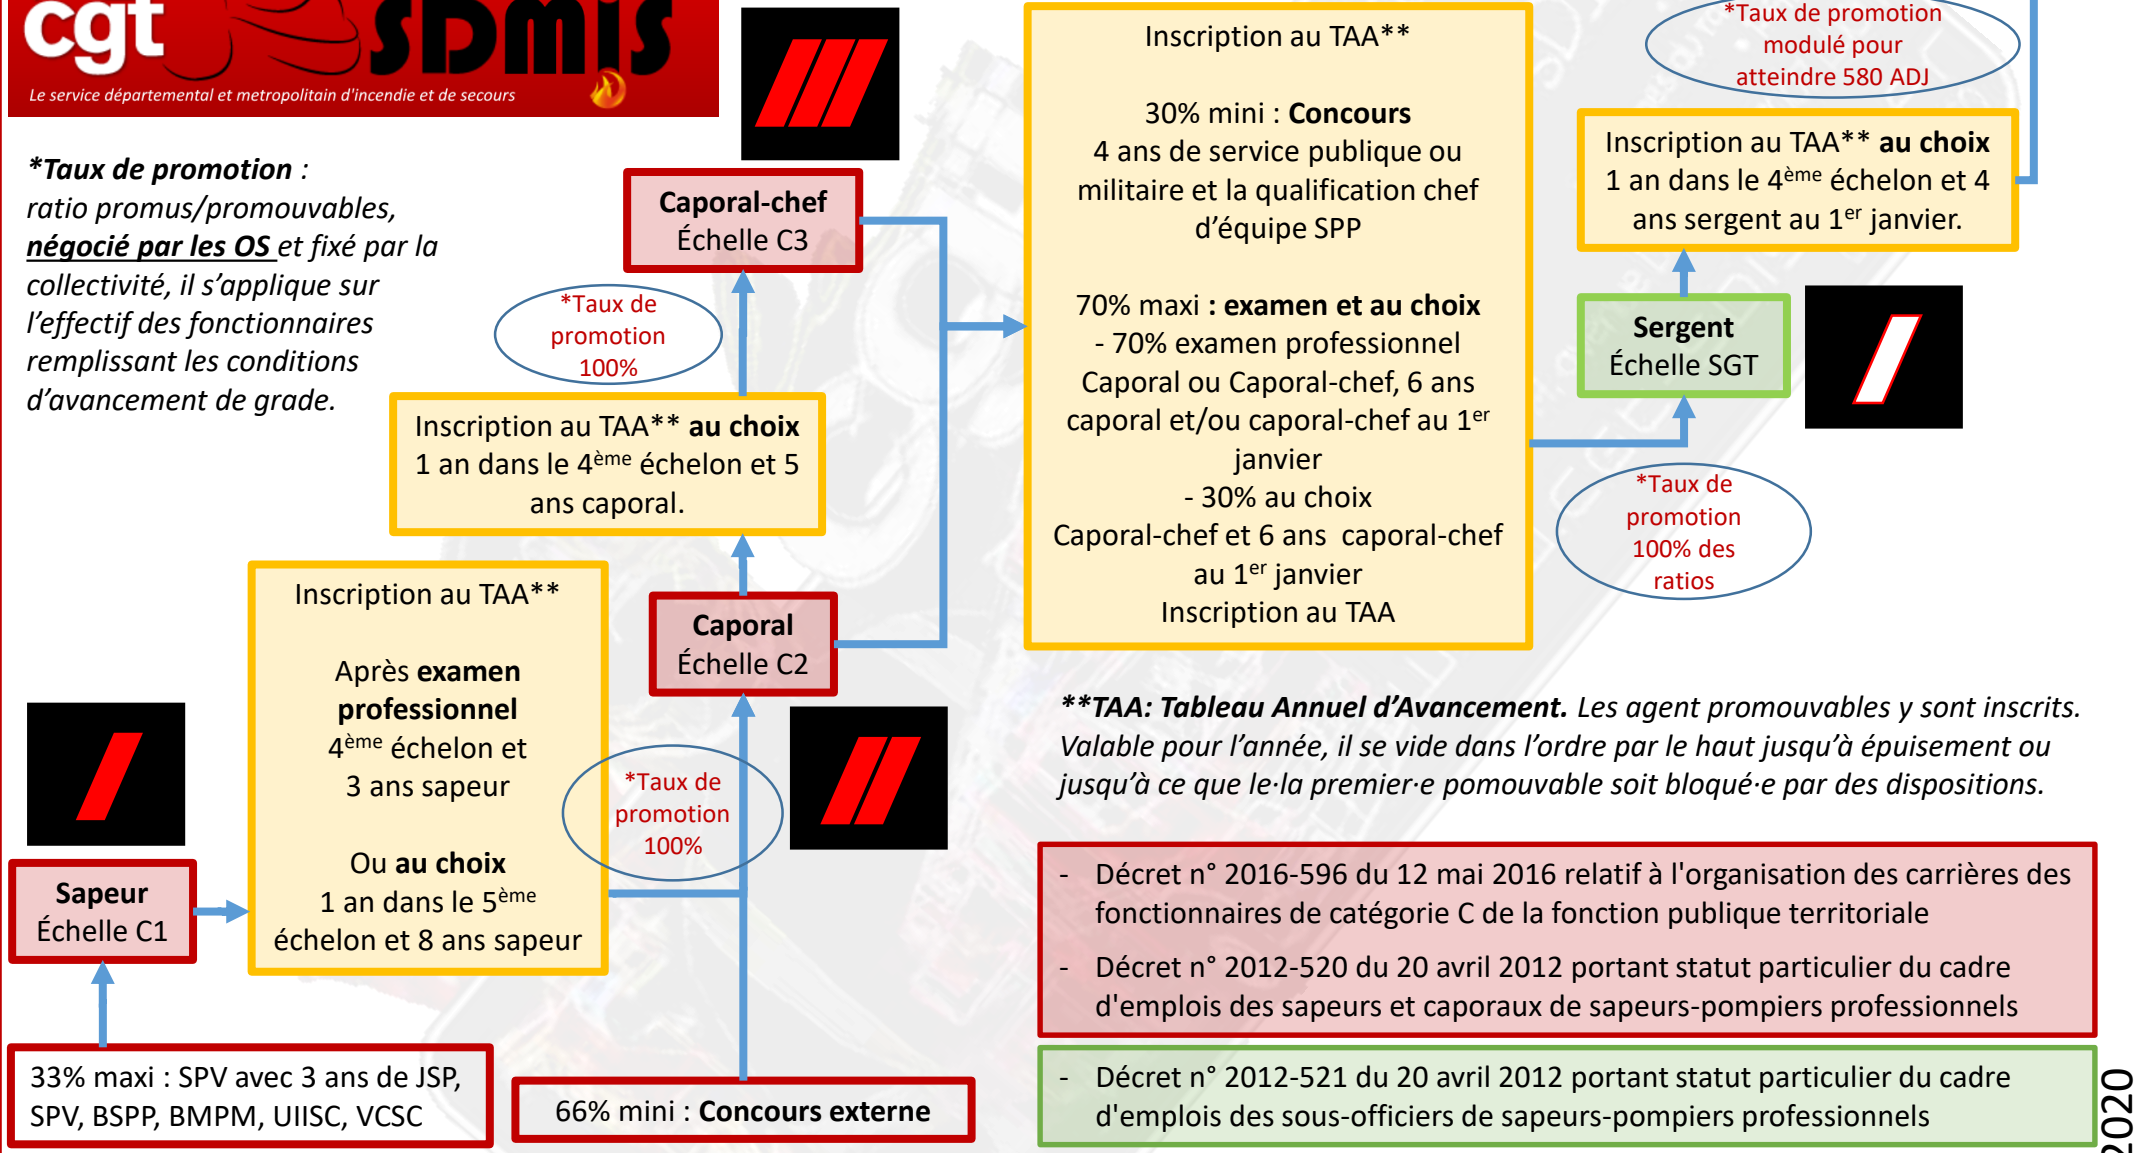 cgt SDMIS
Le service départemental et metropolitain d'incendie et de secours
*Taux de promotion :
ratio promus/promouvables,
négocié par les OS et fixé par la
collectivité, il s'applique sur
l'effectif des fonctionnaires
remplissant les conditions
d'avancement de grade.
Caporal-chef
Échelle C3
*Taux de
promotion
100%
Inscription au TAA** au choix
1 an dans le 4ème échelon et 5
ans caporal.
Inscription au TAA**
Après examen
professionnel
4ème échelon et
3 ans sapeur
Ou au choix
1 an dans le 5ème
échelon et 8 ans sapeur
Caporal
Échelle C2
*Taux de
promotion
100%
Sapeur
Échelle C1
33% maxi : SPV avec 3 ans de JSP,
SPV, BSPP, BMPM, UIISC, VCSC
66% mini : Concours externe
Inscription au TAA**
30% mini : Concours
4 ans de service publique ou
militaire et la qualification chef
d'équipe SPP
70% maxi : examen et au choix
- 70% examen professionnel
Caporal ou Caporal-chef, 6 ans
caporal et/ou caporal-chef au 1er
janvier
- 30% au choix
Caporal-chef et 6 ans caporal-chef
au 1er janvier
Inscription au TAA
*Taux de promotion
modulé pour
atteindre 580 ADJ
Inscription au TAA** au choix
1 an dans le 4ème échelon et 4
ans sergent au 1er janvier.
Sergent
Échelle SGT
*Taux de
promotion
100% des
ratios
**TAA: Tableau Annuel d'Avancement. Les agent promouvables y sont inscrits.
Valable pour l'année, il se vide dans l'ordre par le haut jusqu'à épuisement ou
jusqu'à ce que le·la premier·e pomouvable soit bloqué·e par des dispositions.
- Décret n° 2016-596 du 12 mai 2016 relatif à l'organisation des carrières des
fonctionnaires de catégorie C de la fonction publique territoriale
- Décret n° 2012-520 du 20 avril 2012 portant statut particulier du cadre
d'emplois des sapeurs et caporaux de sapeurs-pompiers professionnels
- Décret n° 2012-521 du 20 avril 2012 portant statut particulier du cadre
d'emplois des sous-officiers de sapeurs-pompiers professionnels
2020